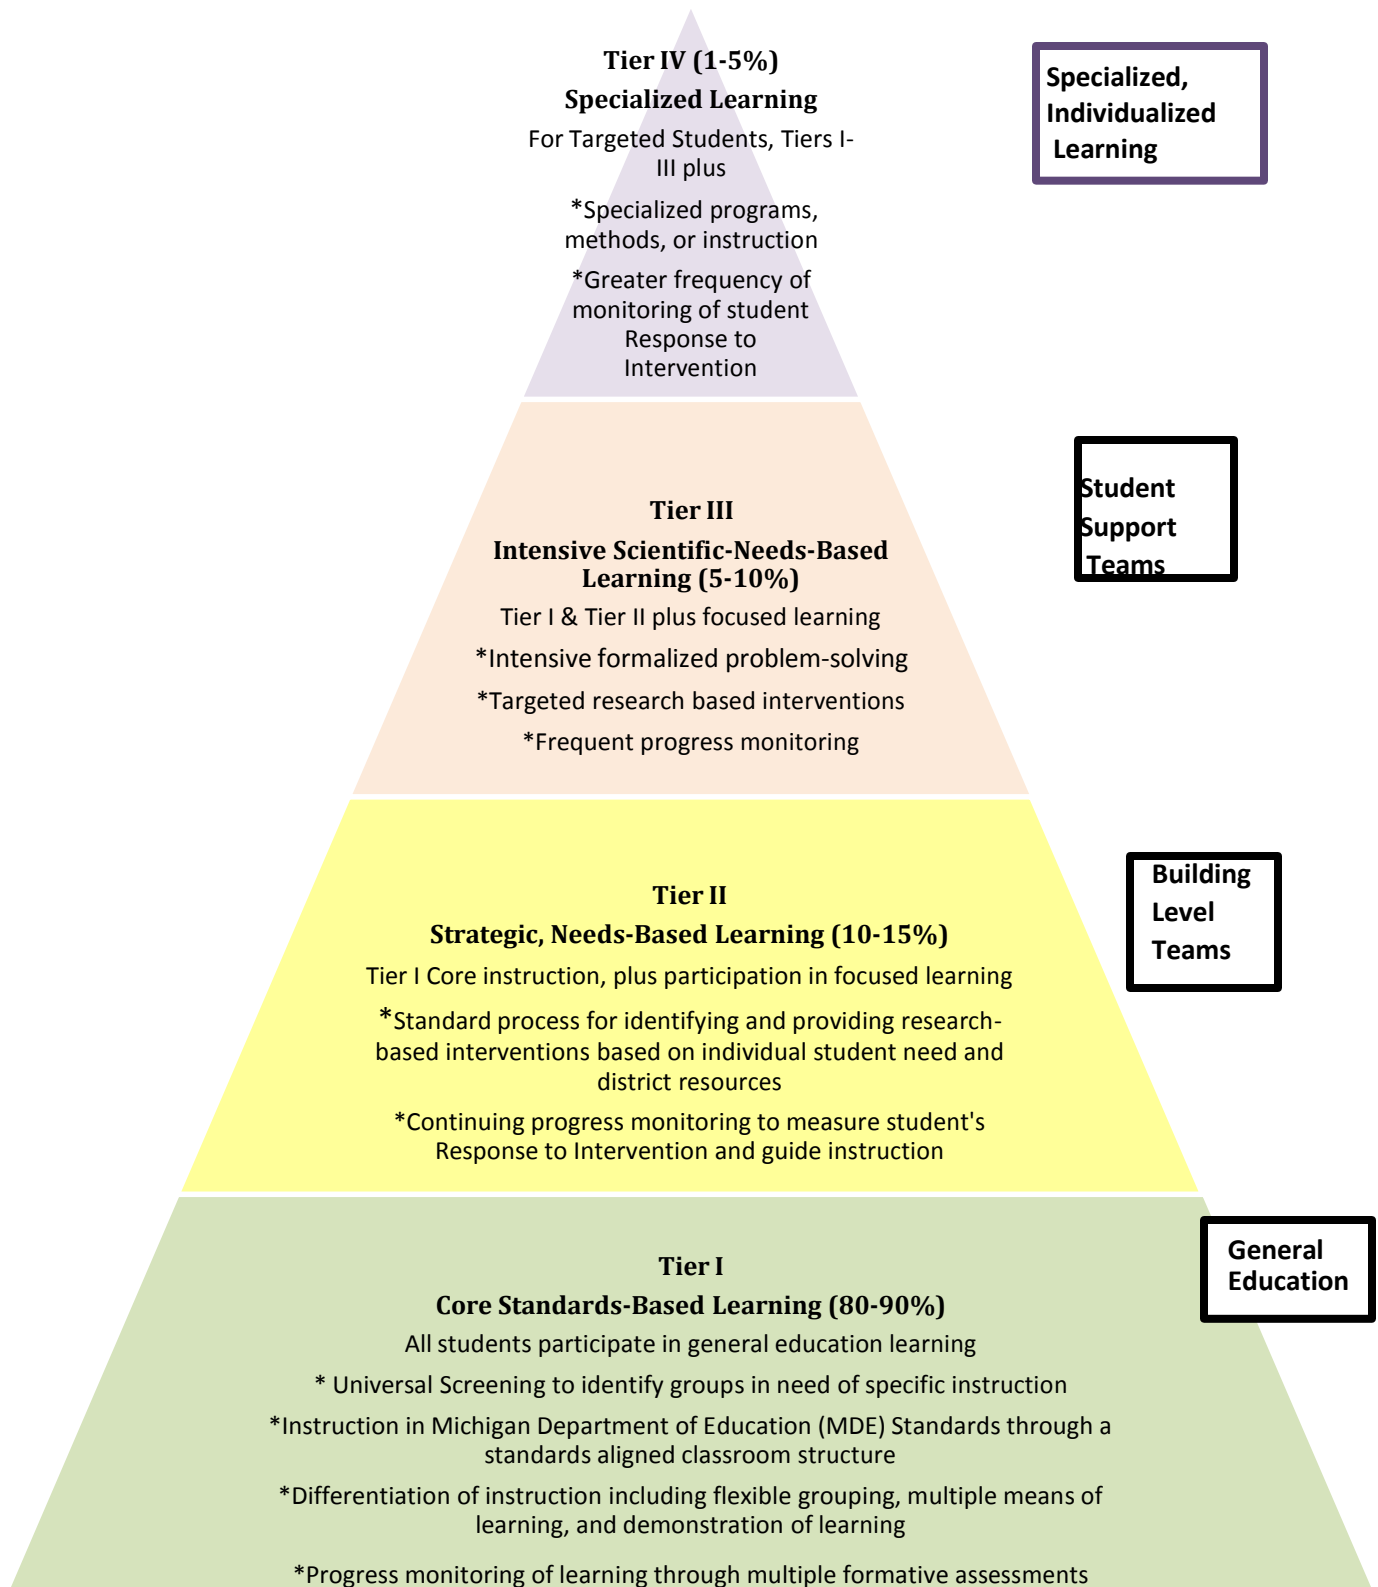 Tier IV (1-5%)
Specialized Learning
For Targeted Students, Tiers I-
III plus
*Specialized programs,
methods, or instruction
*Greater frequency of
monitoring of student
Response to
Intervention
Specialized,
Individualized
Learning
Tier III
Intensive Scientific-Needs-Based
Learning (5-10%)
Tier I & Tier II plus focused learning
*Intensive formalized problem-solving
*Targeted research based interventions
*Frequent progress monitoring
Student
Support
Teams
Tier II
Strategic, Needs-Based Learning (10-15%)
Tier I Core instruction, plus participation in focused learning
*Standard process for identifying and providing research-
based interventions based on individual student need and
district resources
*Continuing progress monitoring to measure student's
Response to Intervention and guide instruction
Building
Level
Teams
Tier I
Core Standards-Based Learning (80-90%)
All students participate in general education learning
* Universal Screening to identify groups in need of specific instruction
*Instruction in Michigan Department of Education (MDE) Standards through a
standards aligned classroom structure
*Differentiation of instruction including flexible grouping, multiple means of
learning, and demonstration of learning
*Progress monitoring of learning through multiple formative assessments
General
Education